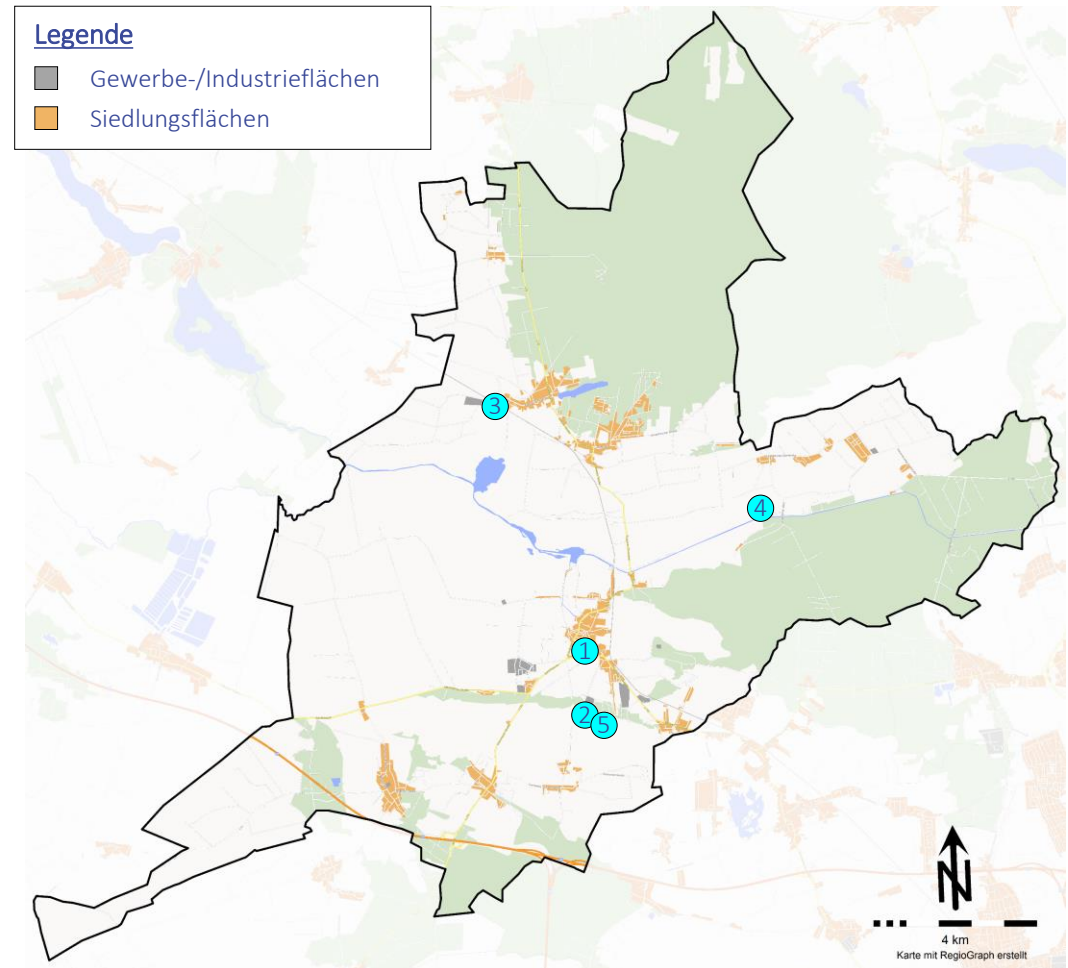 Legende
Gewerbe-/Industrieflächen
Siedlungsflächen
3
4
1
2
5
N
4 km
Karte mit RegioGraph erstellt